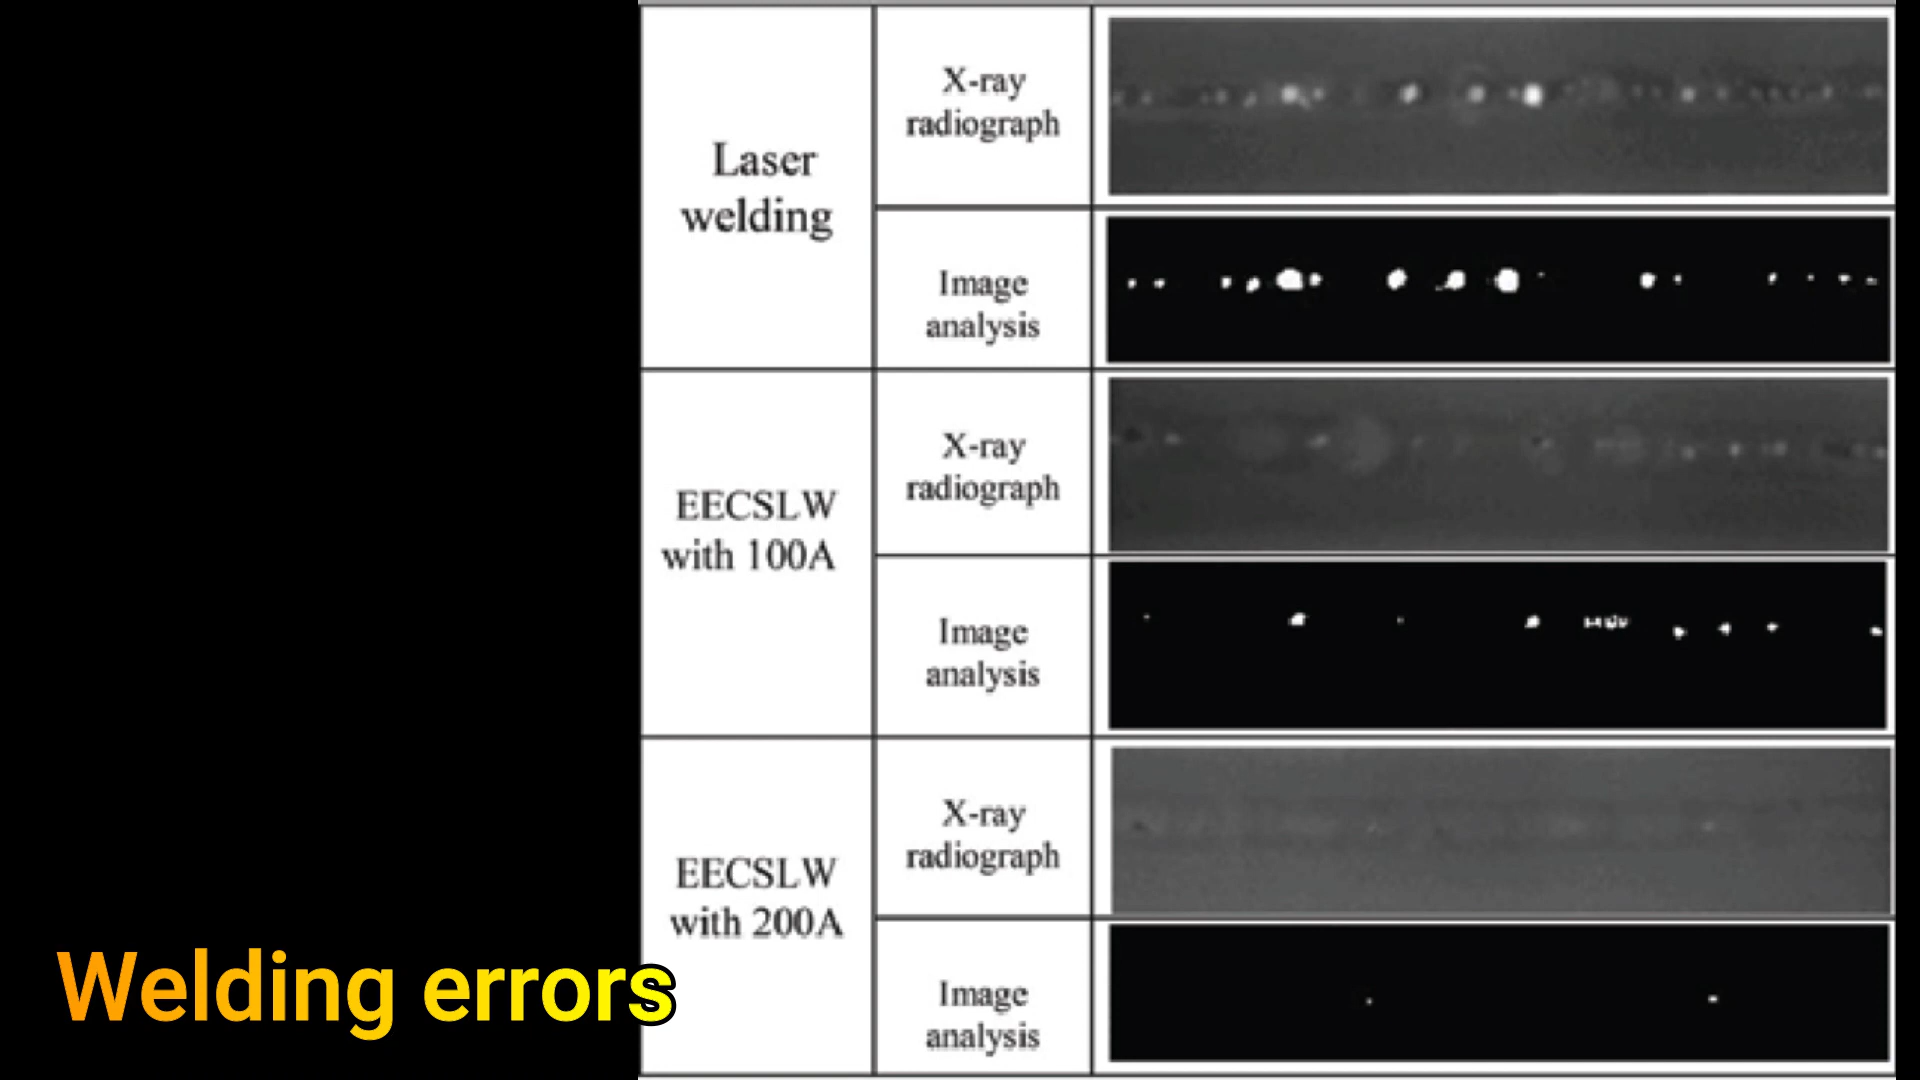 Laser
welding
X-ray
radiograph
Image
analysis
EECSLW
with 100A
X-ray
radiograph
Image
analysis
EECSLW
with 200A
X-ray
radiograph
Image
analysis
Welding errors